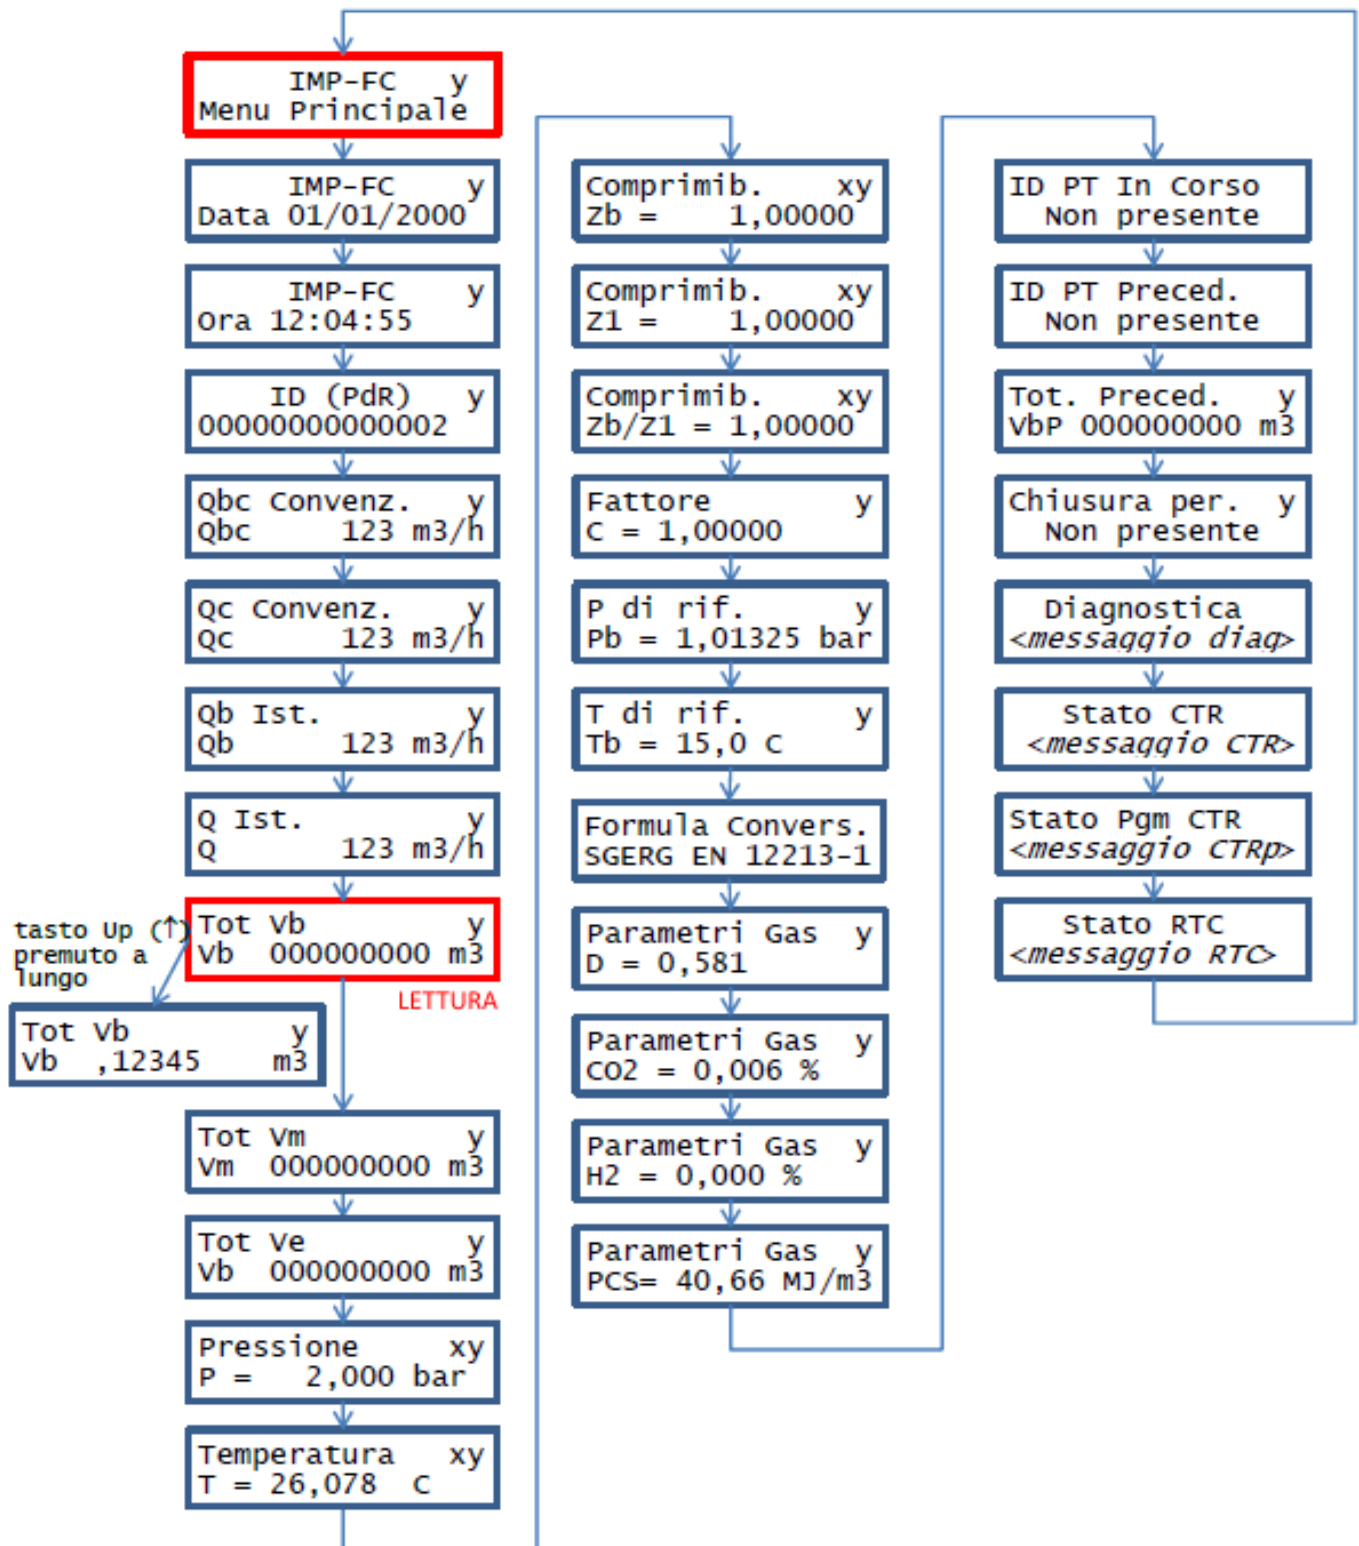 IMP-FC y
Menu Principale
IMP-FC y
Data 01/01/2000
IMP-FC y
Ora 12:04:55
ID (PdR) y
00000000000002
Qbc Convenz. y
Qbc 123 m3/h
Qc Convenz. y
Qc 123 m3/h
Qb Ist. y
Qb 123 m3/h
Q Ist. y
Q 123 m3/h
tasto Up (↑)
premuto a
lungo
Tot Vb y
Vb 000000000 m3
LETTURA
Tot Vb y
Vb ,12345 m3
Tot Vm y
Vm 000000000 m3
Tot Ve y
Vb 000000000 m3
Pressione xy
P = 2,000 bar
Temperatura xy
T = 26,078 C
Comprimib. xy
Zb = 1,00000
Comprimib. xy
Z1 = 1,00000
Comprimib. xy
Zb/Z1 = 1,00000
Fattore y
C = 1,00000
P di rif. y
Pb = 1,01325 bar
T di rif. y
Tb = 15,0 C
Formula Convers.
SGERG EN 12213-1
Parametri Gas y
D = 0,581
Parametri Gas y
CO2 = 0,006 %
Parametri Gas y
H2 = 0,000 %
Parametri Gas y
PCS= 40,66 MJ/m3
ID PT In Corso
Non presente
ID PT Preced.
Non presente
Tot. Preced. y
VbP 000000000 m3
Chiusura per. y
Non presente
Diagnostica
<messaggio diag>
Stato CTR
<messaggio CTR>
Stato Pgm CTR
<messaggio CTRp>
Stato RTC
<messaggio RTC>